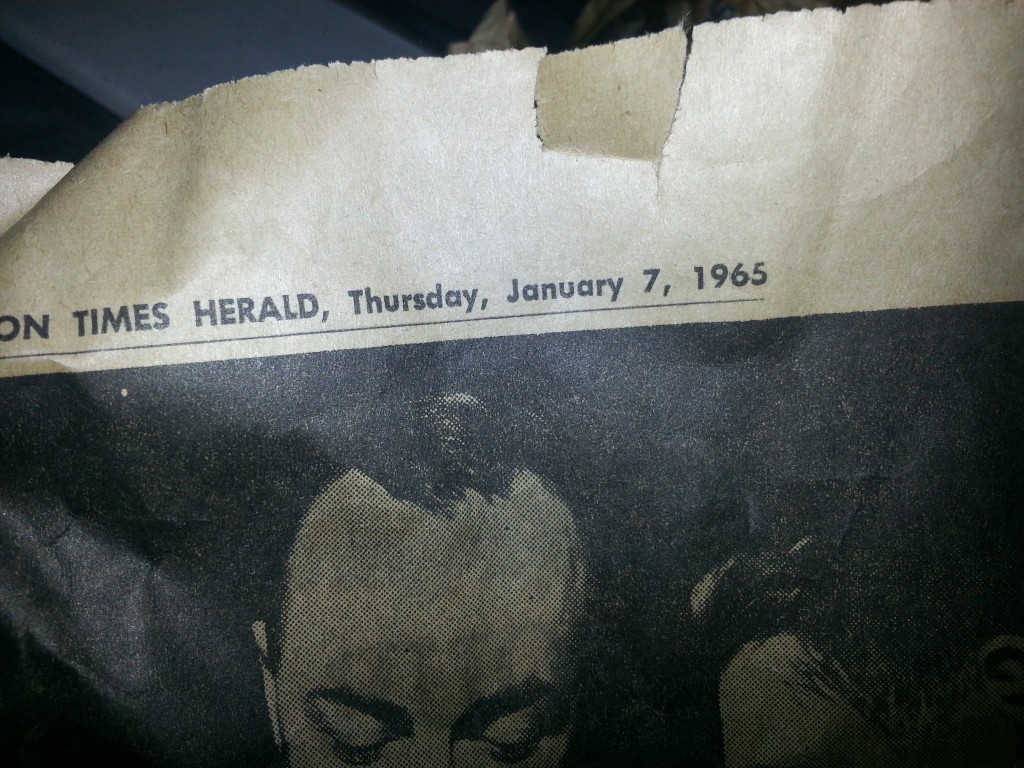 ON TIMES HERALD, Thursday, January 7, 1965